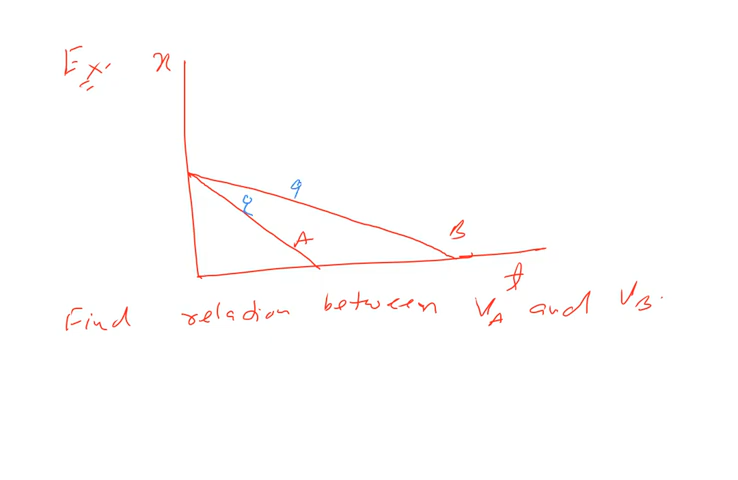 Ex:
x
q
q
A
B
t
Find relation between VA and VB.